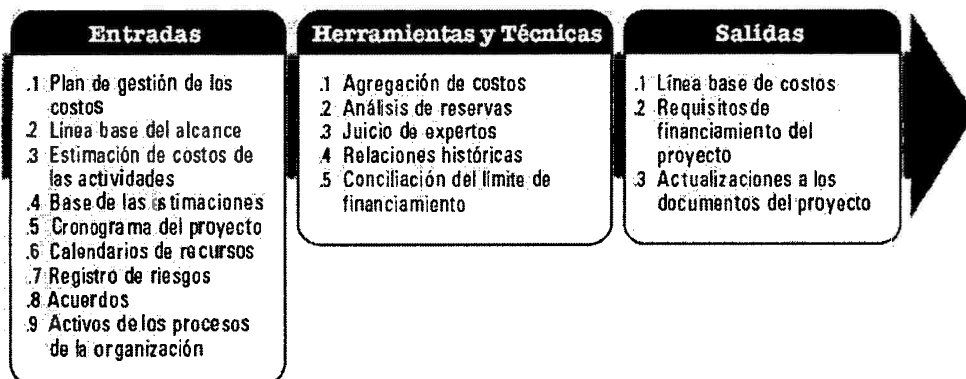 Entradas
.1 Plan de gestión de los
costos
.2 Línea base del alcance
.3 Estimación de costos de
las actividades
.4 Base de las estimaciones
.5 Cronograma del proyecto
.6 Calendarios de recursos
.7 Registro de riesgos
.8 Acuerdos
.9 Activos de los procesos
de la organización
Herramientas y Técnicas
.1 Agregación de costos
.2 Análisis de reservas
.3 Juicio de expertos
.4 Relaciones históricas
.5 Conciliación del límite de
financiamiento
Salidas
.1 Línea base de costos
.2 Requisitos de
financiamiento del
proyecto
.3 Actualizaciones a los
documentos del proyecto